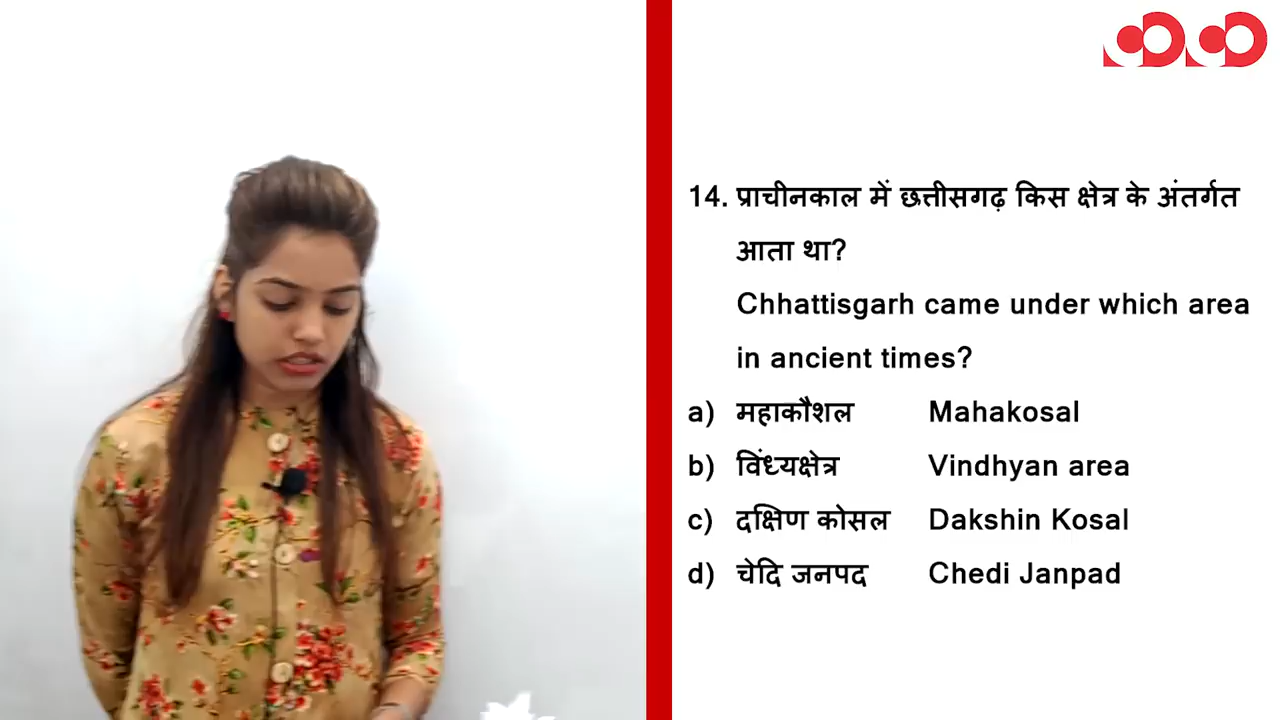 14. प्राचीनकाल में छत्तीसगढ़ किस क्षेत्र के अंतर्गत
आता था?
Chhattisgarh came under which area
in ancient times?
a) महाकौशल Mahakosal
b) विंध्यक्षेत्र Vindhyan area
c) दक्षिण कोसल Dakshin Kosal
d) चेदि जनपद Chedi Janpad